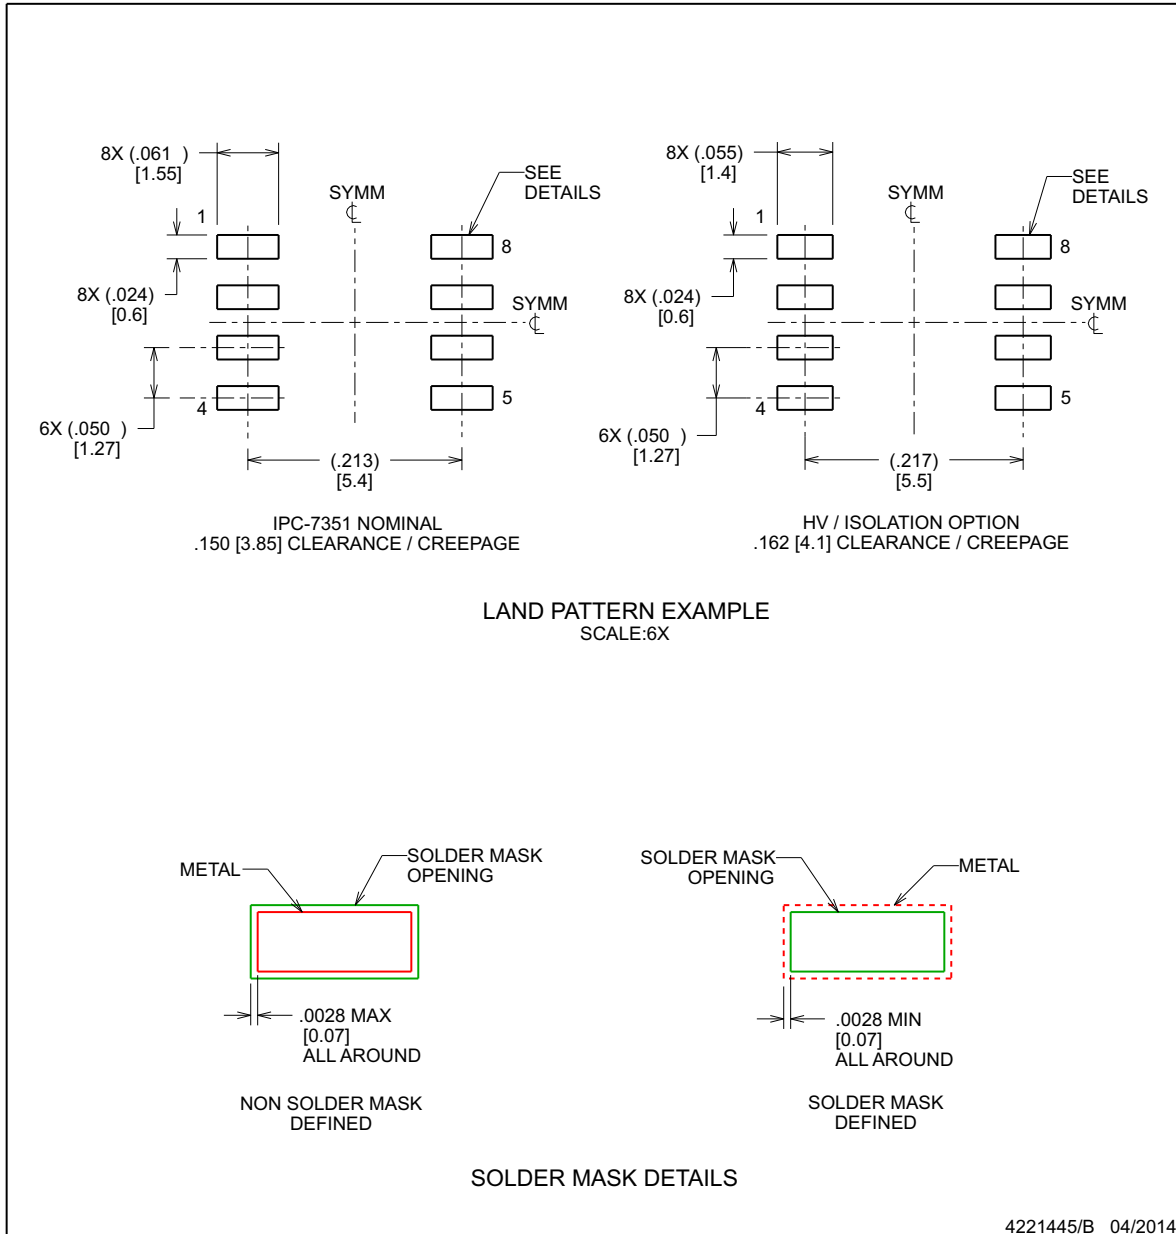 8X (.061 )
[1.55]
SYMM
SEE
DETAILS
1
8
8X (.024)
[0.6]
SYMM
4
5
6X (.050 )
[1.27]
(.213)
[5.4]
IPC-7351 NOMINAL
.150 [3.85] CLEARANCE / CREEPAGE
8X (.055)
[1.4]
SYMM
SEE
DETAILS
1
8
8X (.024)
[0.6]
SYMM
4
5
6X (.050 )
[1.27]
(.217)
[5.5]
HV / ISOLATION OPTION
.162 [4.1] CLEARANCE / CREEPAGE
LAND PATTERN EXAMPLE
SCALE:6X
METAL
SOLDER MASK
OPENING
.0028 MAX
[0.07]
ALL AROUND
NON SOLDER MASK
DEFINED
SOLDER MASK
OPENING
METAL
.0028 MIN
[0.07]
ALL AROUND
SOLDER MASK
DEFINED
SOLDER MASK DETAILS
4221445/B 04/2014